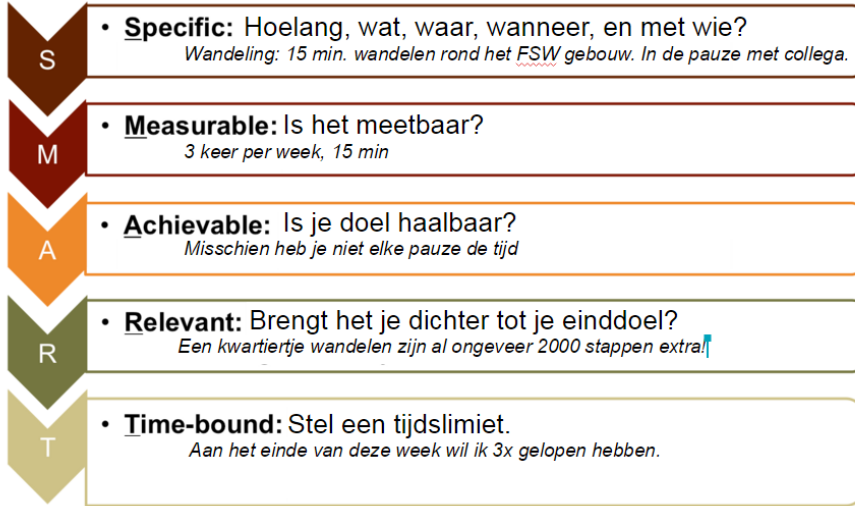 S
• Specific: Hoelang, wat, waar, wanneer, en met wie?
Wandeling: 15 min. wandelen rond het FSW gebouw. In de pauze met collega.
M
• Measurable: Is het meetbaar?
3 keer per week, 15 min
A
• Achievable: Is je doel haalbaar?
Misschien heb je niet elke pauze de tijd
R
• Relevant: Brengt het je dichter tot je einddoel?
Een kwartiertje wandelen zijn al ongeveer 2000 stappen extra!
T
• Time-bound: Stel een tijdslimiet.
Aan het einde van deze week wil ik 3x gelopen hebben.